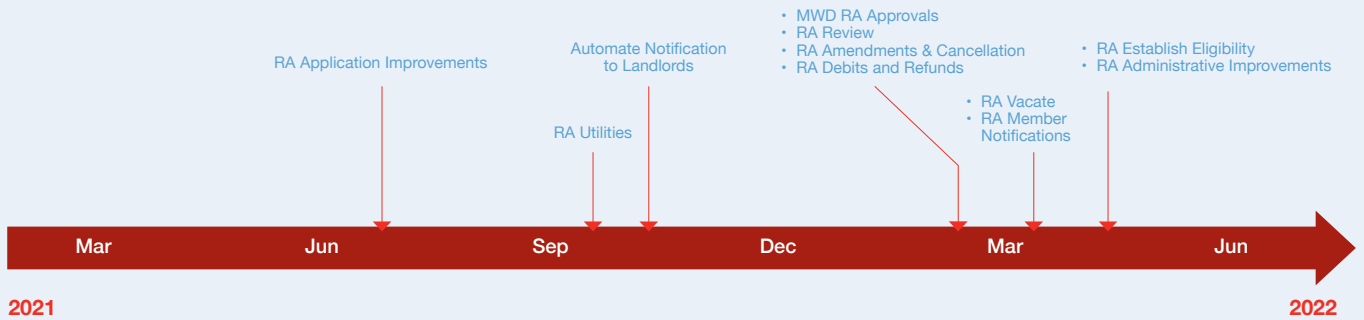 RA Application Improvements
RA Utilities
Automate Notification
to Landlords
• MWD RA Approvals
• RA Review
• RA Amendments & Cancellation
• RA Debits and Refunds
• RA Vacate
• RA Member
Notifications
• RA Establish Eligibility
• RA Administrative Improvements
Mar
Jun
Sep
Dec
Mar
Jun
2021
2022